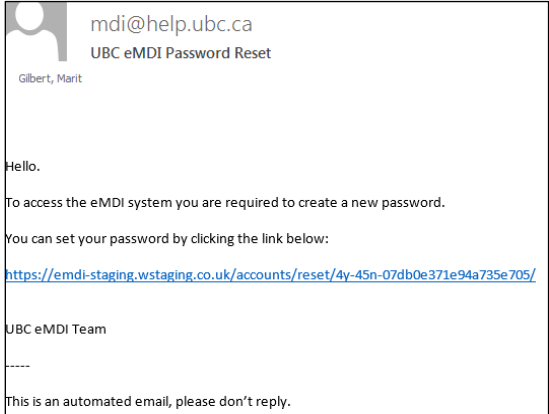 mdi@help.ubc.ca
UBC eMDI Password Reset
Gilbert, Marit
Hello.
To access the eMDI system you are required to create a new password.
You can set your password by clicking the link below:
https://emdi-staging.wstaging.co.uk/accounts/reset/4y-45n-07db0e371e94a735e705/
UBC eMDI Team
-----
This is an automated email, please don't reply.